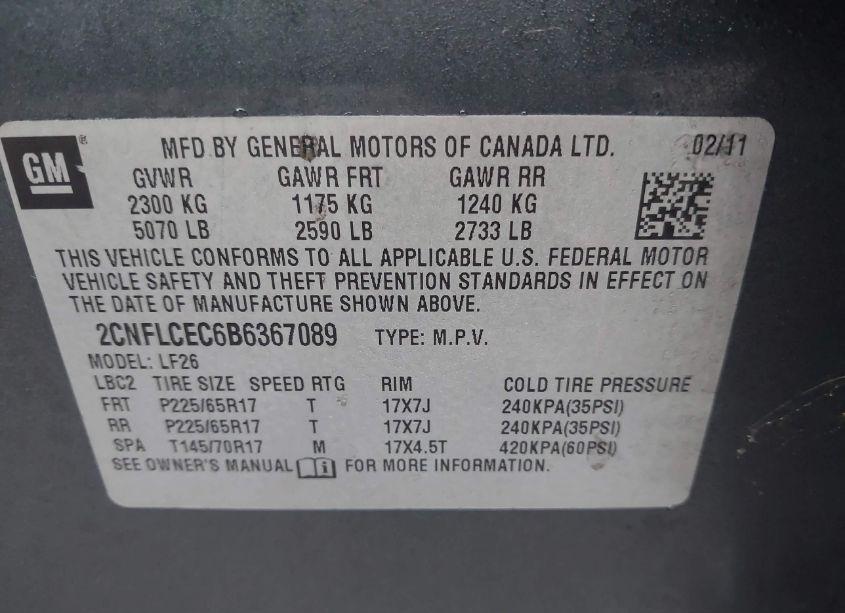 GM ®
MFD BY GENERAL MOTORS OF CANADA LTD. 02/11
GVWR GAWR FRT GAWR RR
2300 KG 1175 KG 1240 KG
5070 LB 2590 LB 2733 LB
THIS VEHICLE CONFORMS TO ALL APPLICABLE U.S. FEDERAL MOTOR
VEHICLE SAFETY AND THEFT PREVENTION STANDARDS IN EFFECT ON
THE DATE OF MANUFACTURE SHOWN ABOVE.
2CNFLCEC6B6367089 TYPE: M.P.V.
MODEL: LF26
LBC2 TIRE SIZE SPEED RTG RIM COLD TIRE PRESSURE
FRT P225/65R17 T 17X7J 240KPA(35PSI)
RR P225/65R17 T 17X7J 240KPA(35PSI)
SPA T145/70R17 M 17X4.5T 420KPA(60PSI)
SEE OWNER'S MANUAL i FOR MORE INFORMATION.